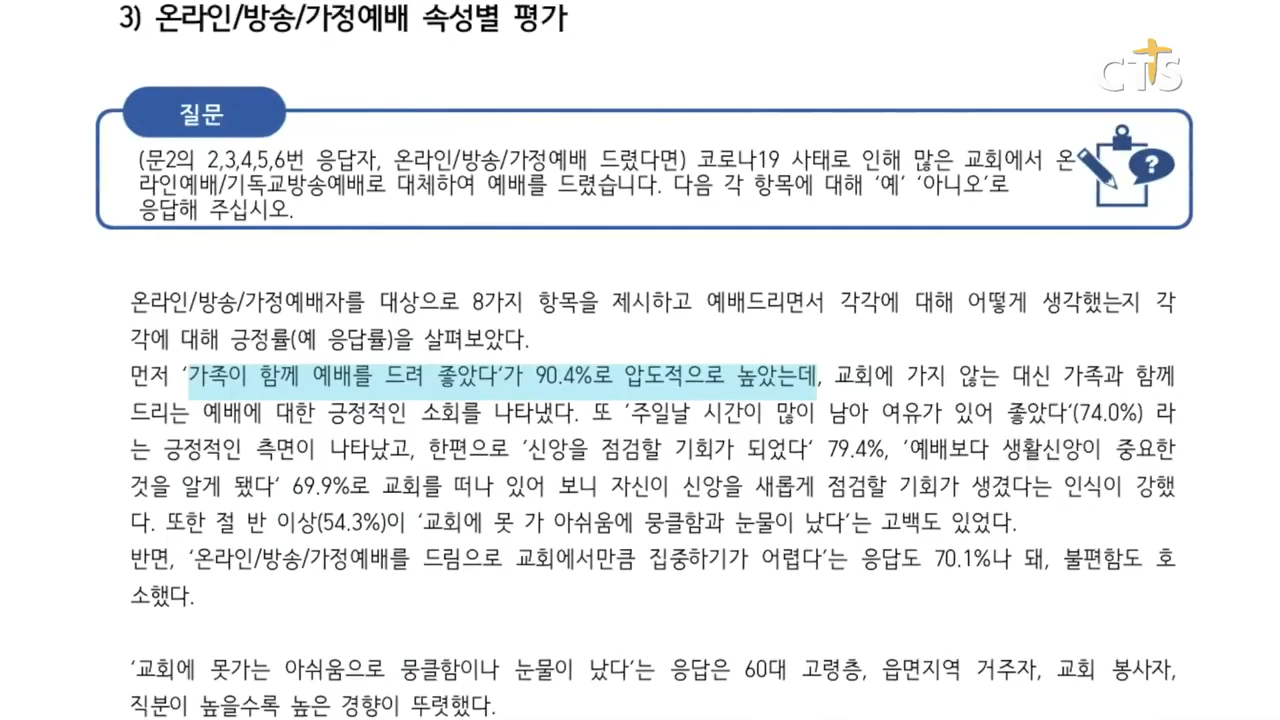 3) 온라인/방송/가정예배 속성별 평가
CTS
질문
(문2의 2,3,4,5,6번 응답자, 온라인/방송/가정예배 드렸다면) 코로나19 사태로 인해 많은 교회에서 온
라인예배/기독교방송예배로 대체하여 예배를 드렸습니다. 다음 각 항목에 대해 ‘예’ ‘아니오’로
응답해 주십시오.
?
온라인/방송/가정예배자를 대상으로 8가지 항목을 제시하고 예배드리면서 각각에 대해 어떻게 생각했는지 각
각에 대해 긍정률(예 응답률)을 살펴보았다.
먼저 ‘가족이 함께 예배를 드려 좋았다‘가 90.4%로 압도적으로 높았는데, 교회에 가지 않는 대신 가족과 함께
드리는 예배에 대한 긍정적인 소회를 나타냈다. 또 ’주일날 시간이 많이 남아 여유가 있어 좋았다‘(74.0%) 라
는 긍정적인 측면이 나타났고, 한편으로 ’신앙을 점검할 기회가 되었다‘ 79.4%, ’예배보다 생활신앙이 중요한
것을 알게 됐다‘ 69.9%로 교회를 떠나 있어 보니 자신이 신앙을 새롭게 점검할 기회가 생겼다는 인식이 강했
다. 또한 절 반 이상(54.3%)이 ‘교회에 못 가 아쉬움에 뭉클함과 눈물이 났다’는 고백도 있었다.
반면, ‘온라인/방송/가정예배를 드림으로 교회에서만큼 집중하기가 어렵다’는 응답도 70.1%나 돼, 불편함도 호
소했다.
‘교회에 못가는 아쉬움으로 뭉클함이나 눈물이 났다’는 응답은 60대 고령층, 읍면지역 거주자, 교회 봉사자,
직분이 높을수록 높은 경향이 뚜렷했다.